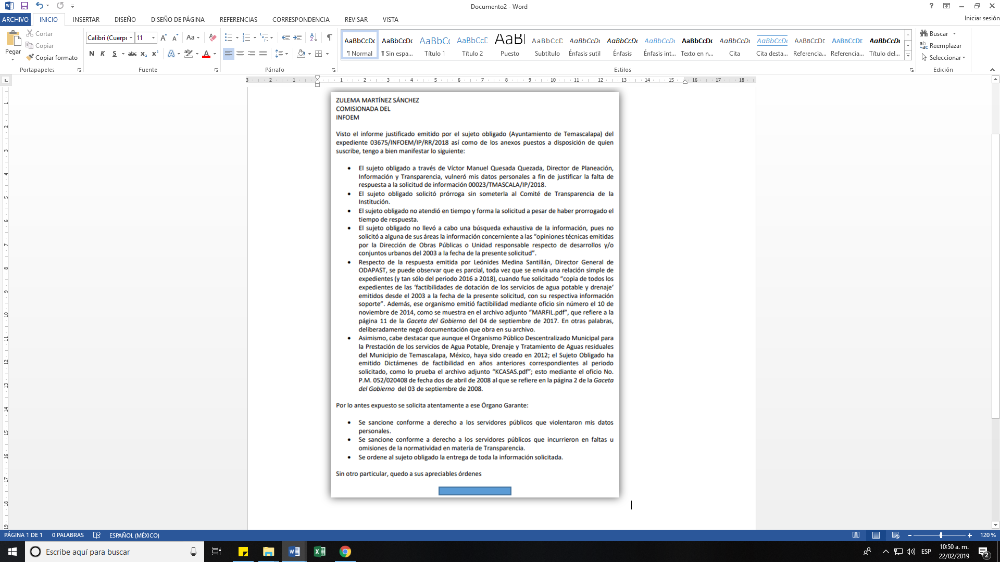 Documento2 - Word
ARCHIVO INICIO INSERTAR DISEÑO DISEÑO DE PÁGINA REFERENCIAS CORRESPONDENCIA REVISAR VISTA
Iniciar sesión
Pegar
Cortar
Copiar
Copiar formato
Portapapeles
Calibri (Cuerpo 11
Fuente
Párrafo
AaBbCcDc AaBbCcDc AaBbCc AaBbCcD AaB AaBbCcD AaBbCcDc AaBbCcDc AaBbCcDc AaBbCcDc AaBbCcDc AaBbCcDc AABBCCDD AABBCCDD AaBbCcDc
¶ Normal ¶ Sin espa... Título 1 Título 2 Puesto Subtítulo Énfasis sutil Énfasis Énfasis int... Texto en n... Cita Cita desta... Referencia... Referencia... Título del...
Estilos
Buscar
Reemplazar
Seleccionar
Edición
3 2 1 1 2 3 4 5 6 7 8 9 10 11 12 13 14 15 16 17 18
ZULEMA MARTÍNEZ SÁNCHEZ
COMISIONADA DEL
INFOEM
Visto el informe justificado emitido por el sujeto obligado (Ayuntamiento de Temascalapa) del
expediente 03675/INFOEM/IP/RR/2018 así como de los anexos puestos a disposición de quien
suscribe, tengo a bien manifestar lo siguiente:
• El sujeto obligado a través de Víctor Manuel Quesada Quezada, Director de Planeación,
Información y Transparencia, vulneró mis datos personales a fin de justificar la falta de
respuesta a la solicitud de información 00023/TMASCALA/IP/2018.
• El sujeto obligado solicitó prórroga sin someterla al Comité de Transparencia de la
Institución.
• El sujeto obligado no atendió en tiempo y forma la solicitud a pesar de haber prorrogado el
tiempo de respuesta.
• El sujeto obligado no llevó a cabo una búsqueda exhaustiva de la información, pues no
solicitó a alguna de sus áreas la información concerniente a las “opiniones técnicas emitidas
por la Dirección de Obras Públicas o Unidad responsable respecto de desarrollos y/o
conjuntos urbanos del 2003 a la fecha de la presente solicitud”.
• Respecto de la respuesta emitida por Leónides Medina Santillán, Director General de
ODAPAST, se puede observar que es parcial, toda vez que se envía una relación simple de
expedientes (y tan sólo del periodo 2016 a 2018), cuando fue solicitado “copia de todos los
expedientes de las ‘factibilidades de dotación de los servicios de agua potable y drenaje’
emitidos desde el 2003 a la fecha de la presente solicitud, con su respectiva información
soporte”. Además, ese organismo emitió factibilidad mediante oficio sin número el 10 de
noviembre de 2014, como se muestra en el archivo adjunto “MARFIL.pdf”, que refiere a la
página 11 de la Gaceta del Gobierno del 04 de septiembre de 2017. En otras palabras,
deliberadamente negó documentación que obra en su archivo.
• Asimismo, cabe destacar que aunque el Organismo Público Descentralizado Municipal para
la Prestación de los servicios de Agua Potable, Drenaje y Tratamiento de Aguas residuales
del Municipio de Temascalapa, México, haya sido creado en 2012; el Sujeto Obligado ha
emitido Dictámenes de factibilidad en años anteriores correspondientes al periodo
solicitado, como lo prueba el archivo adjunto “KCASAS.pdf”; esto mediante el oficio No.
P.M. 052/020408 de fecha dos de abril de 2008 al que se refiere en la página 2 de la Gaceta
del Gobierno del 03 de septiembre de 2008.
Por lo antes expuesto se solicita atentamente a ese Órgano Garante:
• Se sancione conforme a derecho a los servidores públicos que violentaron mis datos
personales.
• Se sancione conforme a derecho a los servidores públicos que incurrieron en faltas u
omisiones de la normatividad en materia de Transparencia.
• Se ordene al sujeto obligado la entrega de toda la información solicitada.
Sin otro particular, quedo a sus apreciables órdenes
PÁGINA 1 DE 1 0 PALABRAS ESPAÑOL (MÉXICO)
120 %
Escribe aquí para buscar
ESP
10:50 a. m.
22/02/2019
2